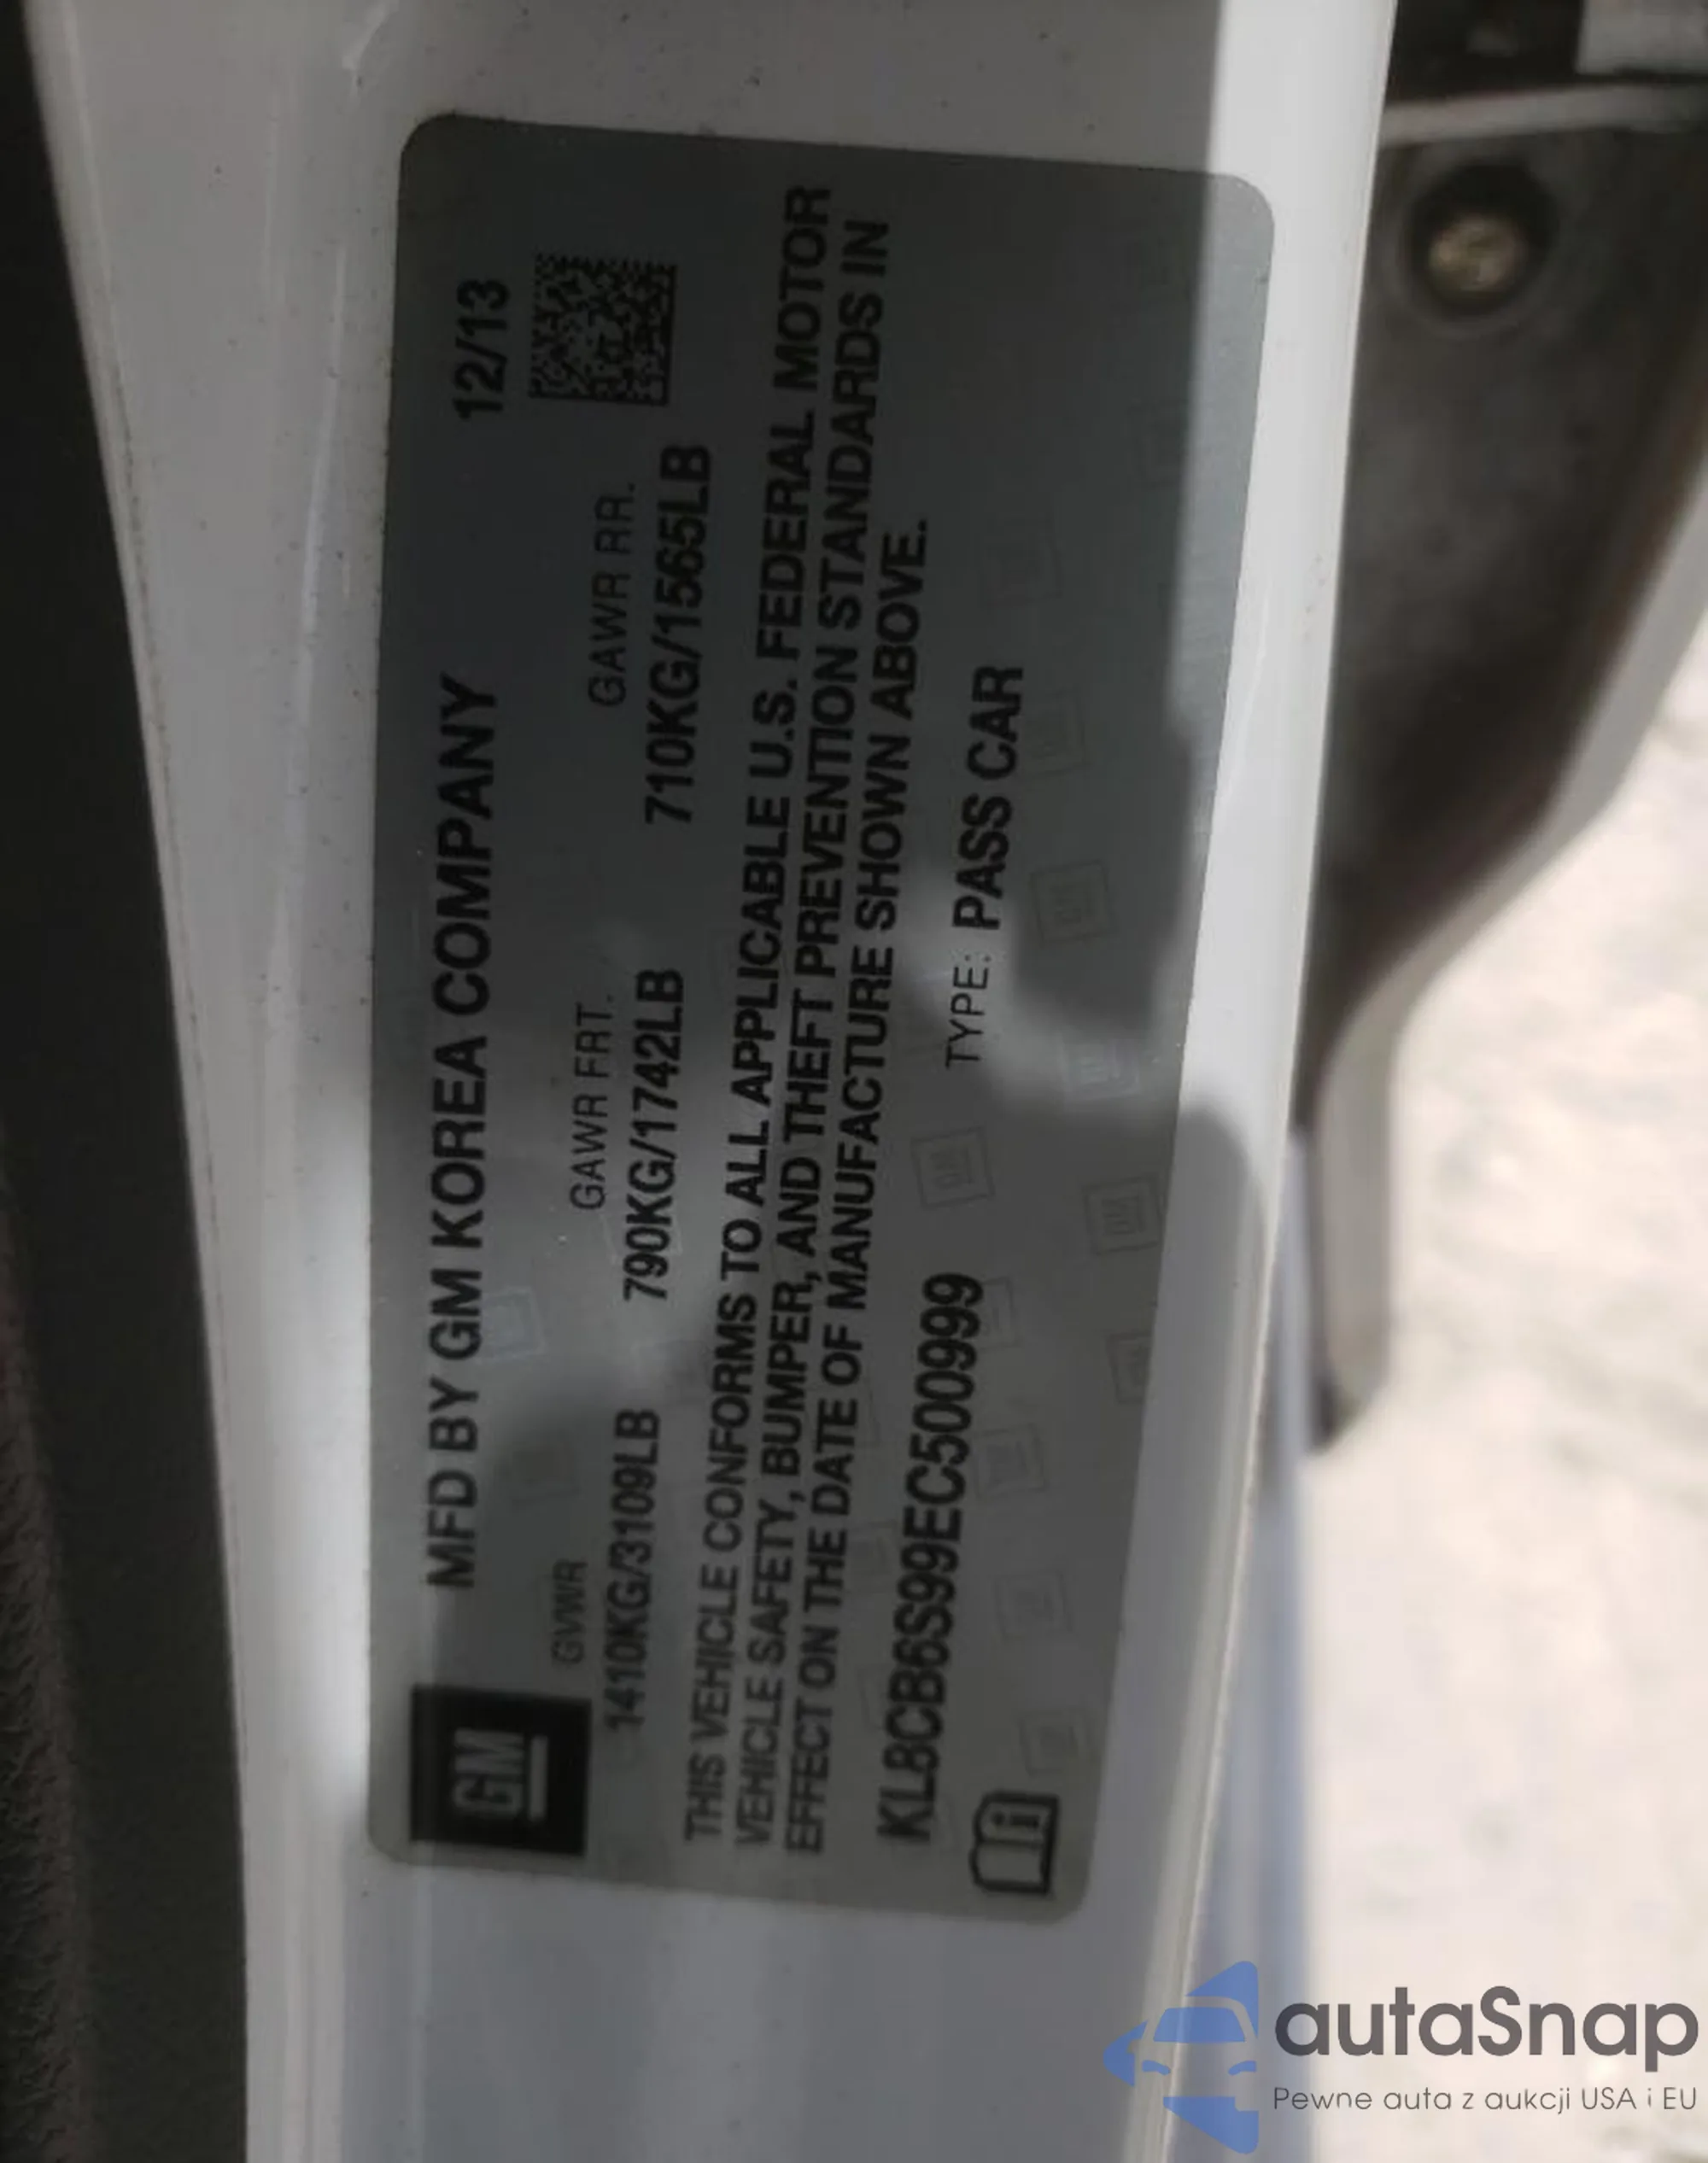 GM
MFD BY GM KOREA COMPANY 12/13
GVWR GAWR FRT. GAWR RR.
1410KG/3109LB 790KG/1742LB 710KG/1565LB
THIS VEHICLE CONFORMS TO ALL APPLICABLE U.S. FEDERAL MOTOR
VEHICLE SAFETY, BUMPER, AND THEFT PREVENTION STANDARDS IN
EFFECT ON THE DATE OF MANUFACTURE SHOWN ABOVE.
KL8CB6S99EC500999 TYPE: PASS CAR
autaSnap
Pewne auta z aukcji USA i EU